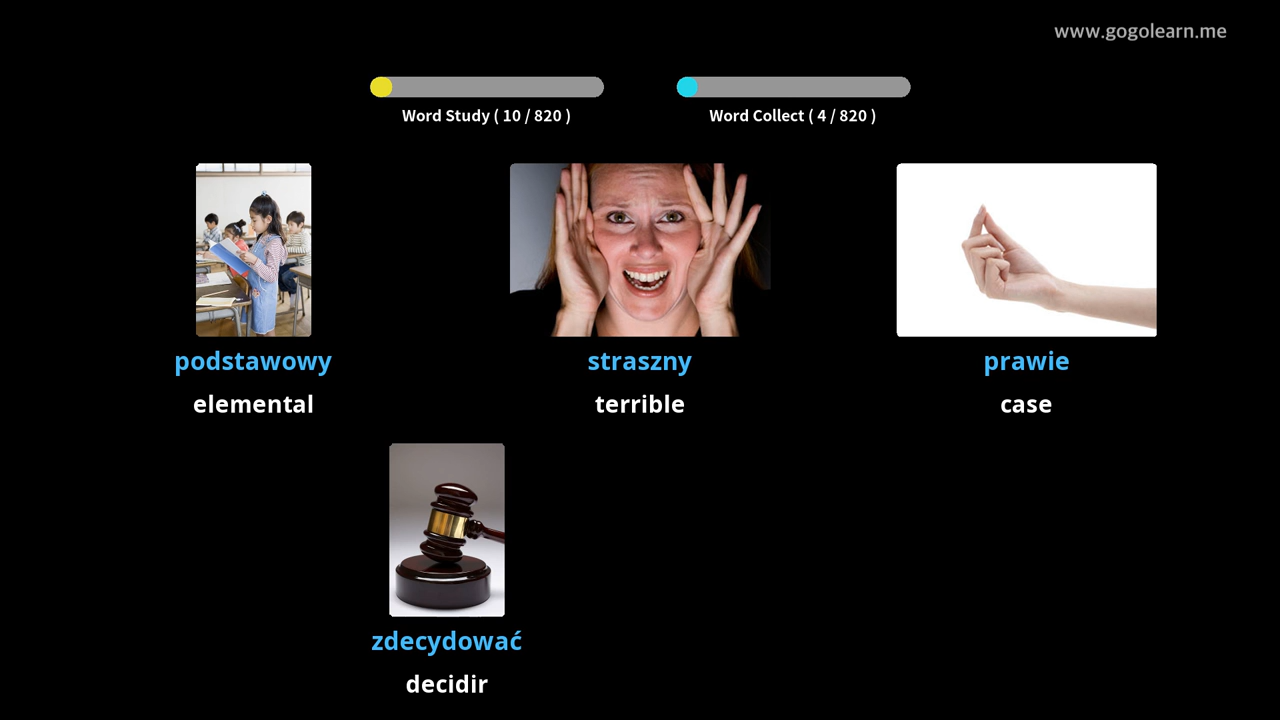 www.gogolearn.me
Word Study ( 10 / 820 )
Word Collect ( 4 / 820 )
podstawowy
elemental
straszny
terrible
prawie
case
zdecydować
decidir